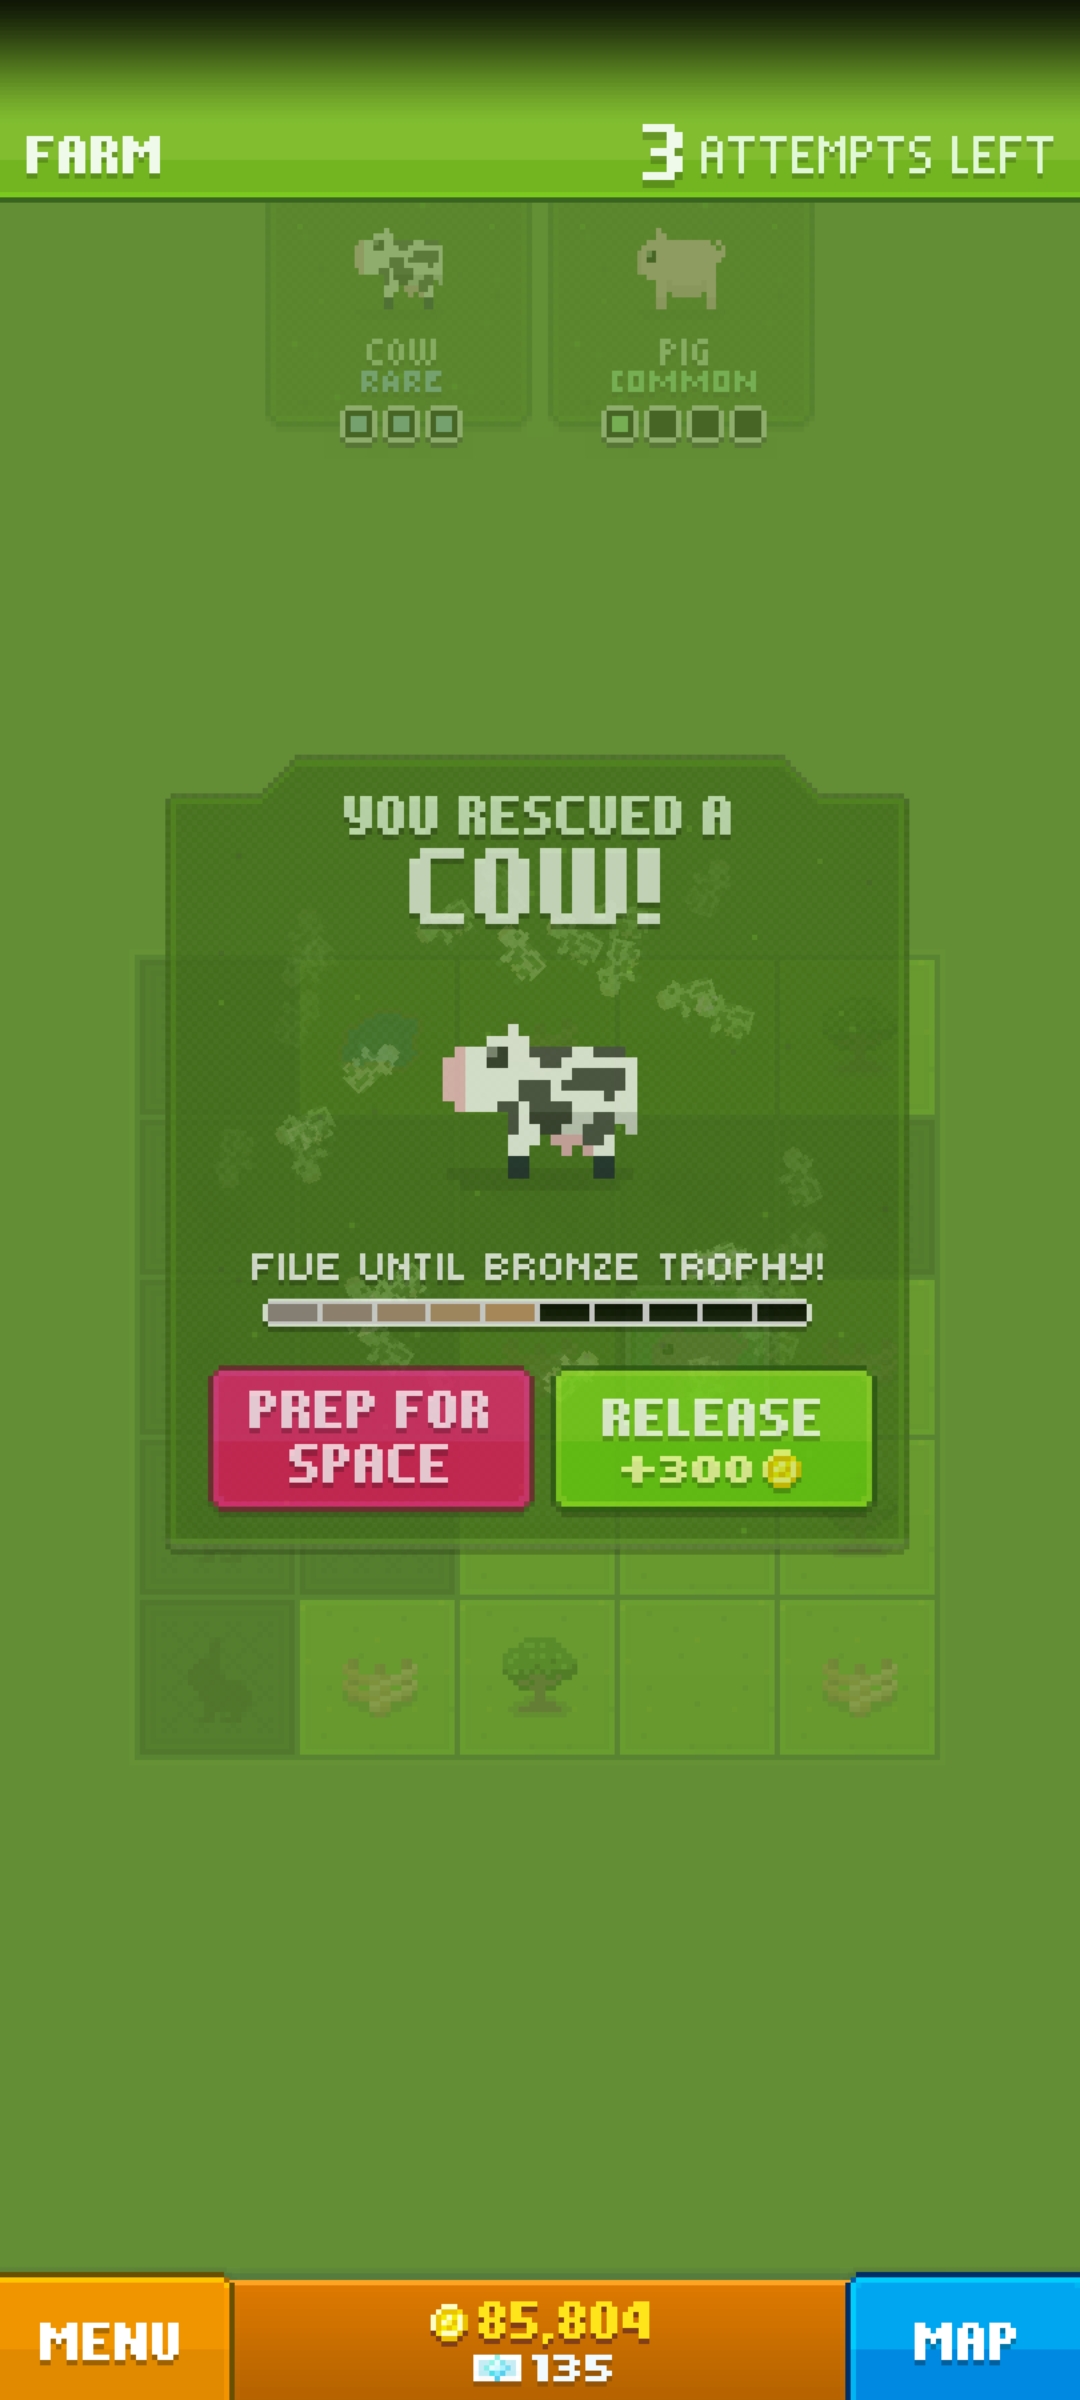 FARM
3 ATTEMPTS LEFT
COW
RARE
PIG
COMMON
YOU RESCUED A
COW!
FIVE UNTIL BRONZE TROPHY!
PREP FOR
SPACE
RELEASE
+300
MENU
85,804
135
MAP